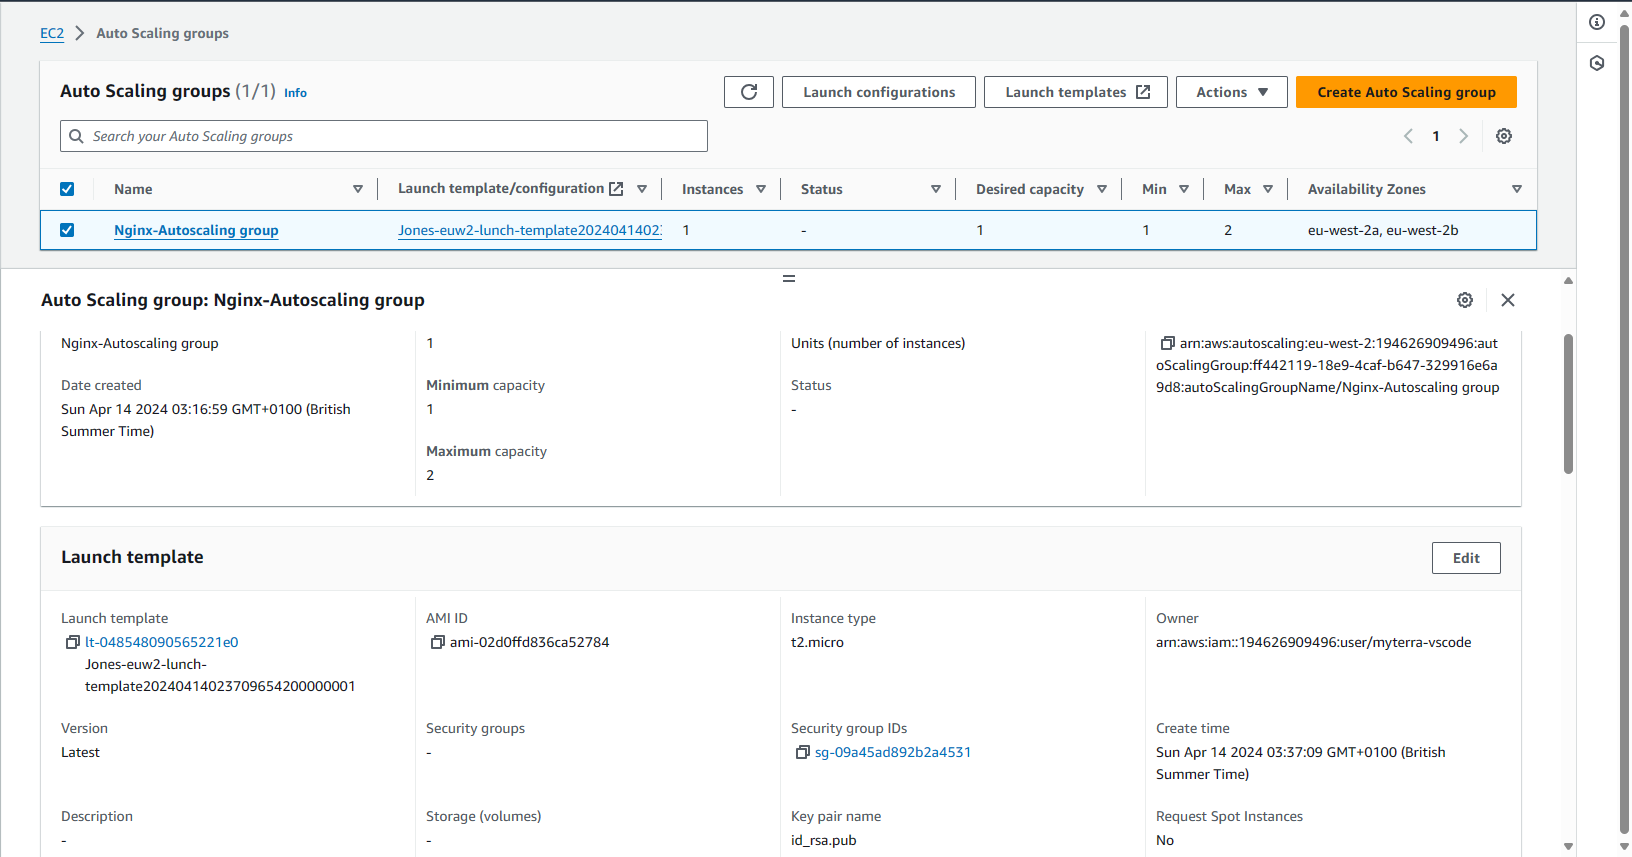 EC2 > Auto Scaling groups
Auto Scaling groups (1/1) Info
Launch configurations
Launch templates
Actions
Create Auto Scaling group
Search your Auto Scaling groups
1
Name Launch template/configuration Instances Status Desired capacity Min Max Availability Zones
Nginx-Autoscaling group Jones-euw2-lunch-template20240414023 1 - 1 1 2 eu-west-2a, eu-west-2b
Auto Scaling group: Nginx-Autoscaling group
Nginx-Autoscaling group
Date created
Sun Apr 14 2024 03:16:59 GMT+0100 (British
Summer Time)
1
Minimum capacity
1
Maximum capacity
2
Units (number of instances)
Status
-
arn:aws:autoscaling:eu-west-2:194626909496:aut
oScalingGroup:ff442119-18e9-4caf-b647-329916e6a
9d8:autoScalingGroupName/Nginx-Autoscaling group
Launch template
Edit
Launch template
lt-048548090565221e0
Jones-euw2-lunch-
template20240414023709654200000001
AMI ID
ami-02d0ffd836ca52784
Instance type
t2.micro
Owner
arn:aws:iam::194626909496:user/myterra-vscode
Version
Latest
Security groups
-
Security group IDs
sg-09a45ad892b2a4531
Create time
Sun Apr 14 2024 03:37:09 GMT+0100 (British
Summer Time)
Description
-
Storage (volumes)
-
Key pair name
id_rsa.pub
Request Spot Instances
No